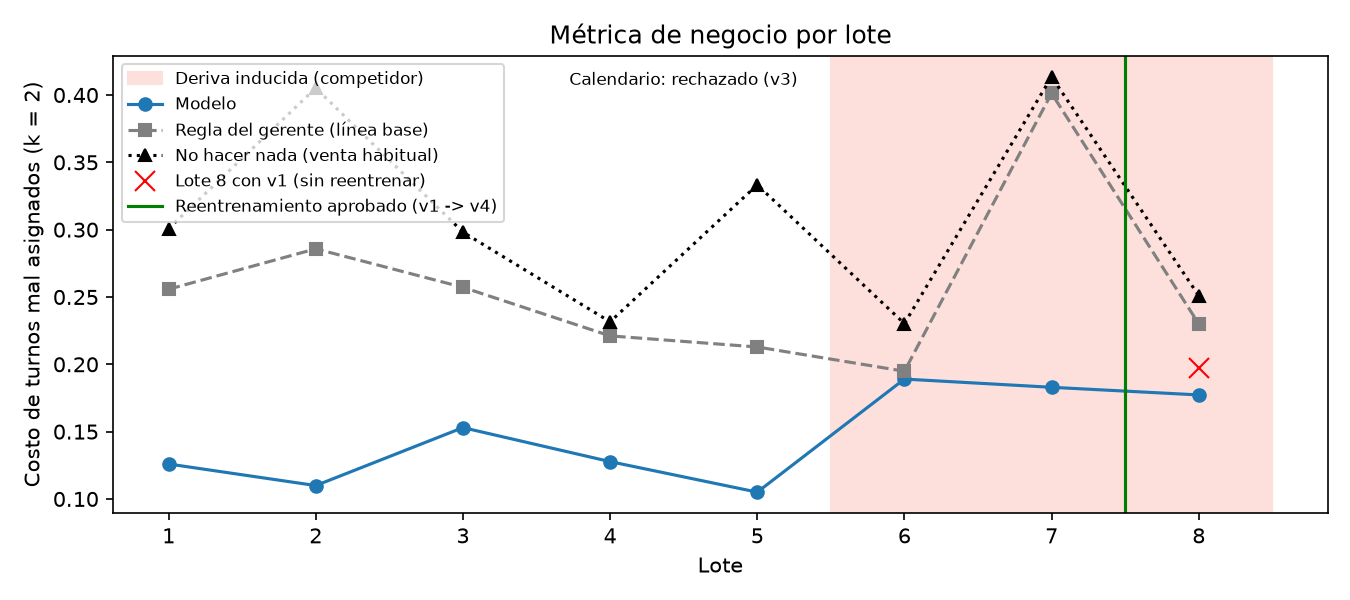 Métrica de negocio por lote
Costo de turnos mal asignados (k = 2)
0.40
0.35
0.30
0.25
0.20
0.15
0.10
Deriva inducida (competidor)
Modelo
Regla del gerente (línea base)
No hacer nada (venta habitual)
Lote 8 con v1 (sin reentrenar)
Reentrenamiento aprobado (v1 -> v4)
Calendario: rechazado (v3)
1 2 3 4 5 6 7 8
Lote